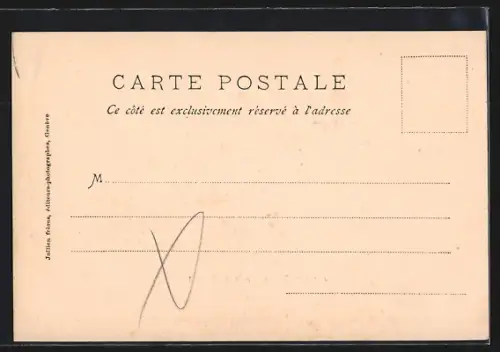 CARTE POSTALE
Ce côté est exclusivement réservé à l'adresse
M
Jullien frères, éditeurs-photographes, Genève